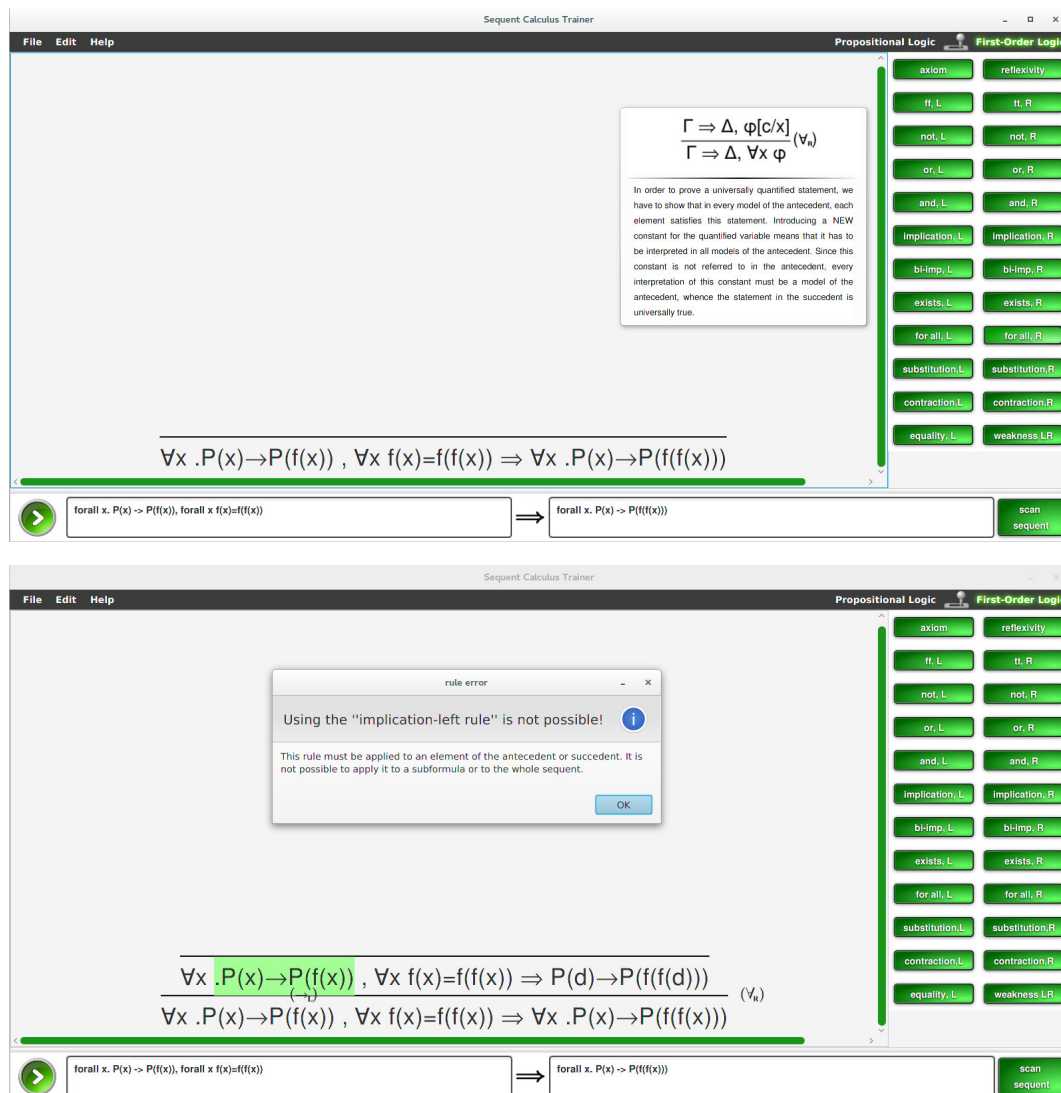 Sequent Calculus Trainer
File Edit Help
Propositional Logic First-Order Logi
axiom reflexivity
ff, L tt, R
not, L not, R
or, L or, R
and, L and, R
implication, L implication, R
bi-imp, L bi-imp, R
exists, L exists, R
for all, L for all, R
substitution,L substitution,R
contraction,L contraction,R
equality, L weakness LR
Γ ⇒ Δ, φ[c/x]
(∀R)
Γ ⇒ Δ, ∀x φ
In order to prove a universally quantified statement, we
have to show that in every model of the antecedent, each
element satisfies this statement. Introducing a NEW
constant for the quantified variable means that it has to
be interpreted in all models of the antecedent. Since this
constant is not referred to in the antecedent, every
interpretation of this constant must be a model of the
antecedent, whence the statement in the succedent is
universally true.
∀x .P(x)→P(f(x)) , ∀x f(x)=f(f(x)) ⇒ ∀x .P(x)→P(f(f(x)))
forall x. P(x) -> P(f(x)), forall x f(x)=f(f(x))
⇒
forall x. P(x) -> P(f(f(x)))
scan
sequent
Sequent Calculus Trainer
File Edit Help
Propositional Logic First-Order Logi
axiom reflexivity
ff, L tt, R
not, L not, R
or, L or, R
and, L and, R
implication, L implication, R
bi-imp, L bi-imp, R
exists, L exists, R
for all, L for all, R
substitution,L substitution,R
contraction,L contraction,R
equality, L weakness LR
rule error
Using the ''implication-left rule'' is not possible!
This rule must be applied to an element of the antecedent or succedent. It is
not possible to apply it to a subformula or to the whole sequent.
OK
∀x .P(x)→P(f(x)) , ∀x f(x)=f(f(x)) ⇒ P(d)→P(f(f(d)))
(→L)
(∀R)
∀x .P(x)→P(f(x)) , ∀x f(x)=f(f(x)) ⇒ ∀x .P(x)→P(f(f(x)))
forall x. P(x) -> P(f(x)), forall x f(x)=f(f(x))
⇒
forall x. P(x) -> P(f(f(x)))
scan
sequent